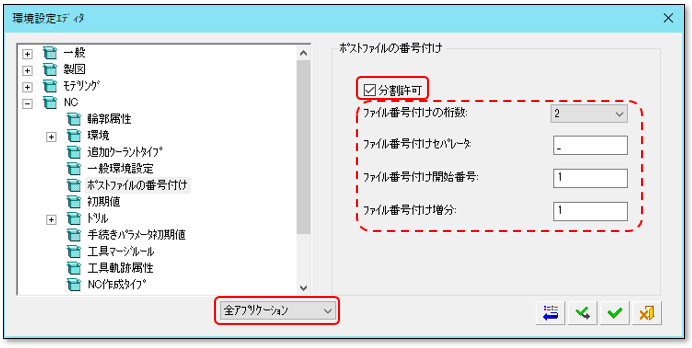 環境設定ｴﾃﾞｨﾀ
一般
製図
ﾓﾃﾞﾘﾝｸﾞ
NC
輪郭属性
環境
追加ｸｰﾗﾝﾄﾀｲﾌﾟ
一般環境設定
ﾎﾟｽﾄﾌｧｲﾙの番号付け
初期値
ﾄﾞﾘﾙ
手続きﾊﾟﾗﾒｰﾀ初期値
工具ﾏｰｼﾞﾙｰﾙ
工具軌跡属性
NC作成ﾀｲﾌﾟ
全ｱﾌﾟﾘｹｰｼｮﾝ
ﾎﾟｽﾄﾌｧｲﾙの番号付け
分割許可
ﾌｧｲﾙ番号付けの桁数: 2
ﾌｧｲﾙ番号付けｾﾊﾟﾚｰﾀ: _
ﾌｧｲﾙ番号付け開始番号: 1
ﾌｧｲﾙ番号付け増分: 1